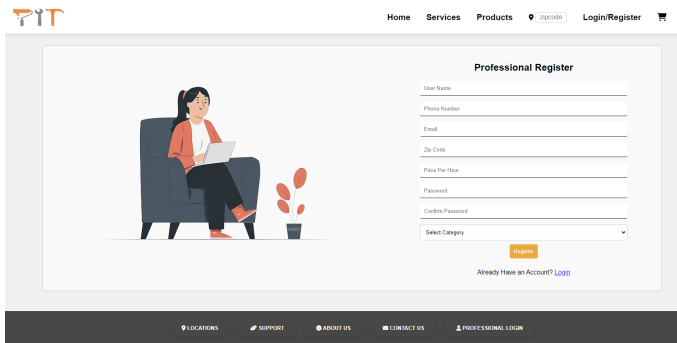 PIT
Home Services Products zipcode Login/Register
Professional Register
User Name
Phone Number
Email
Zip Code
Price Per Hour
Password
Confirm Password
Select Category
Register
Already Have an Account? Login
LOCATIONS SUPPORT ABOUT US CONTACT US PROFESSIONAL LOGIN